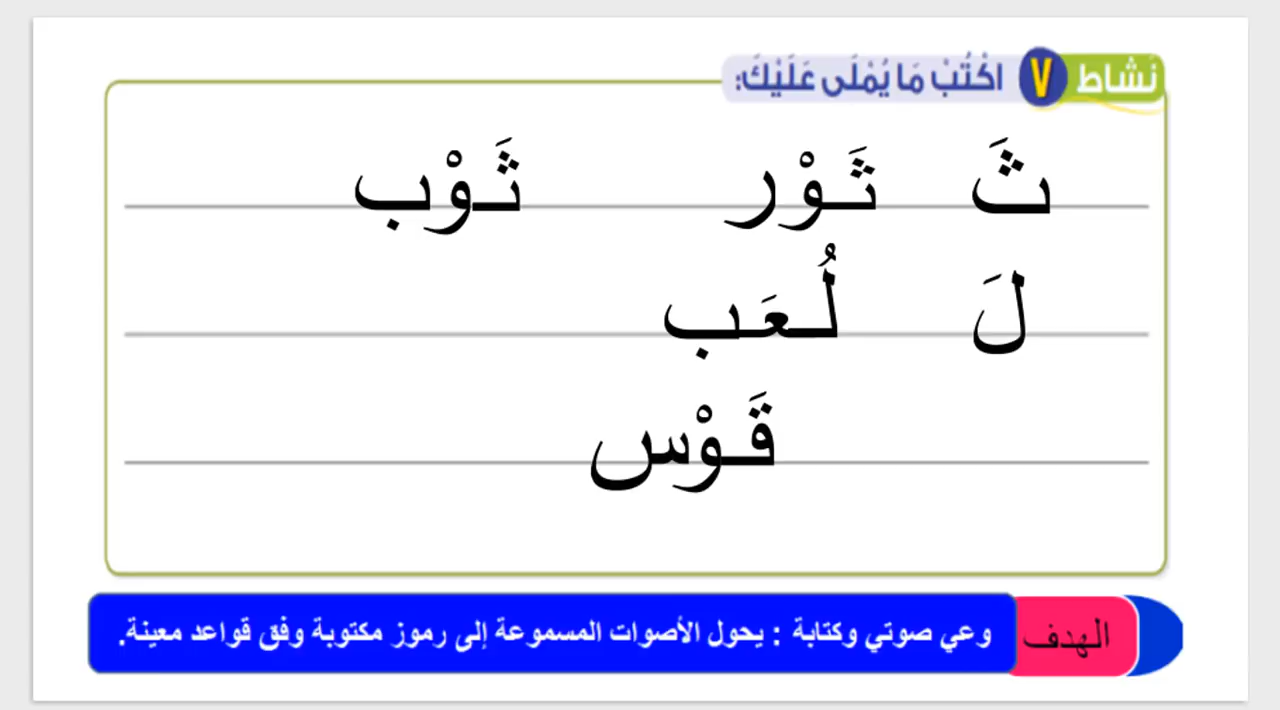 نَشاط ٧ اكْتُبْ مَا يُمْلَى عَلَيْكَ:
ثَ ثَـوْر ثَـوْب
لَ لُـعَـب
قَـوْس
الهدف وعي صوتي وكتابة : يحول الأصوات المسموعة إلى رموز مكتوبة وفق قواعد معينة.